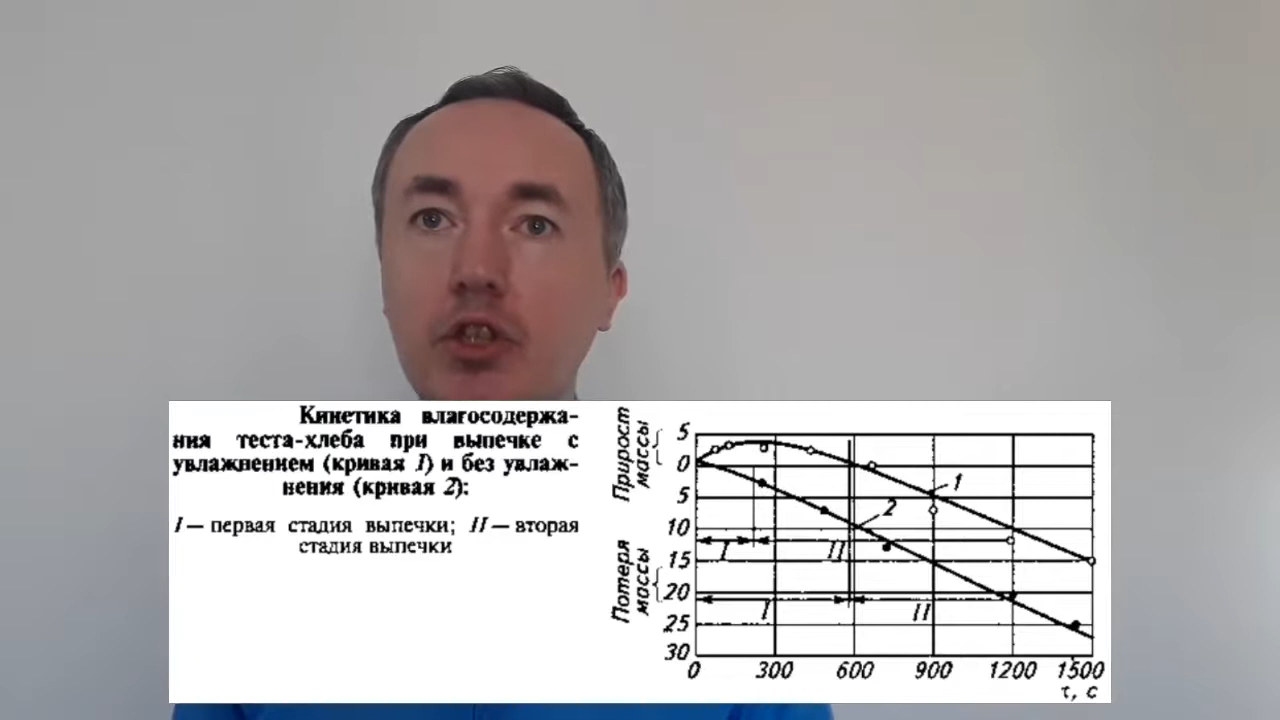 Кинетика влагосодержа-
ния теста-хлеба при выпечке с
увлажнением (кривая 1) и без увлаж-
нения (кривая 2):
I — первая стадия выпечки; II — вторая
стадия выпечки
Прирост
массы
Потеря
массы
5
0
5
10
15
20
25
30
1
2
I
II
I
II
0 300 600 900 1200 1500
τ, с